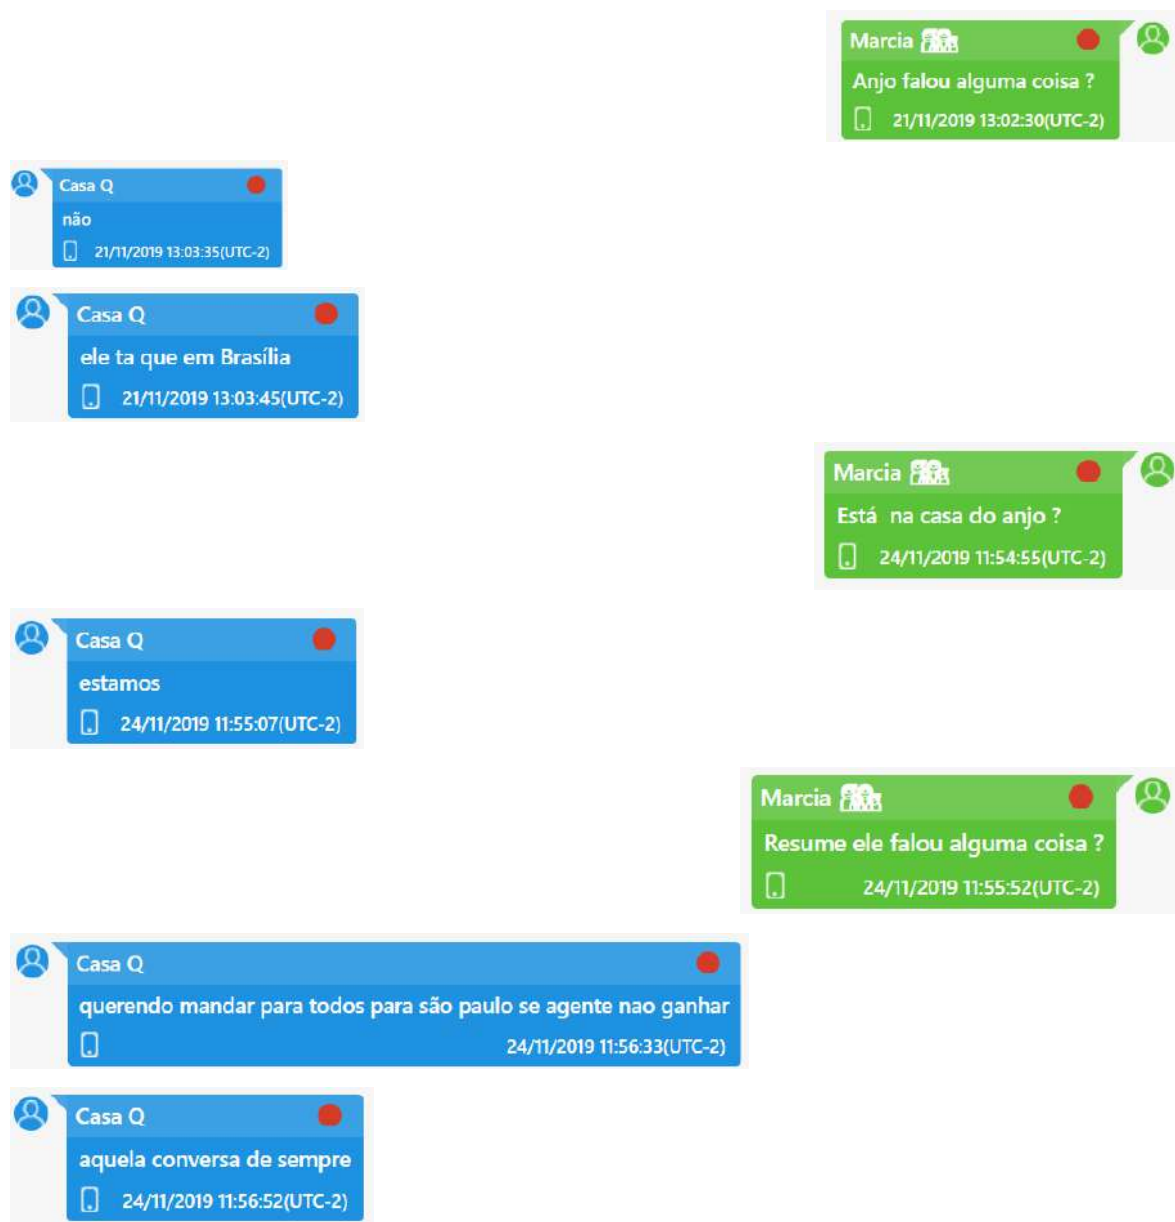 Marcia
Anjo falou alguma coisa ?
21/11/2019 13:02:30(UTC-2)
Casa Q
não
21/11/2019 13:03:35(UTC-2)
Casa Q
ele ta que em Brasília
21/11/2019 13:03:45(UTC-2)
Marcia
Está na casa do anjo ?
24/11/2019 11:54:55(UTC-2)
Casa Q
estamos
24/11/2019 11:55:07(UTC-2)
Marcia
Resume ele falou alguma coisa ?
24/11/2019 11:55:52(UTC-2)
Casa Q
querendo mandar para todos para são paulo se agente nao ganhar
24/11/2019 11:56:33(UTC-2)
Casa Q
aquela conversa de sempre
24/11/2019 11:56:52(UTC-2)